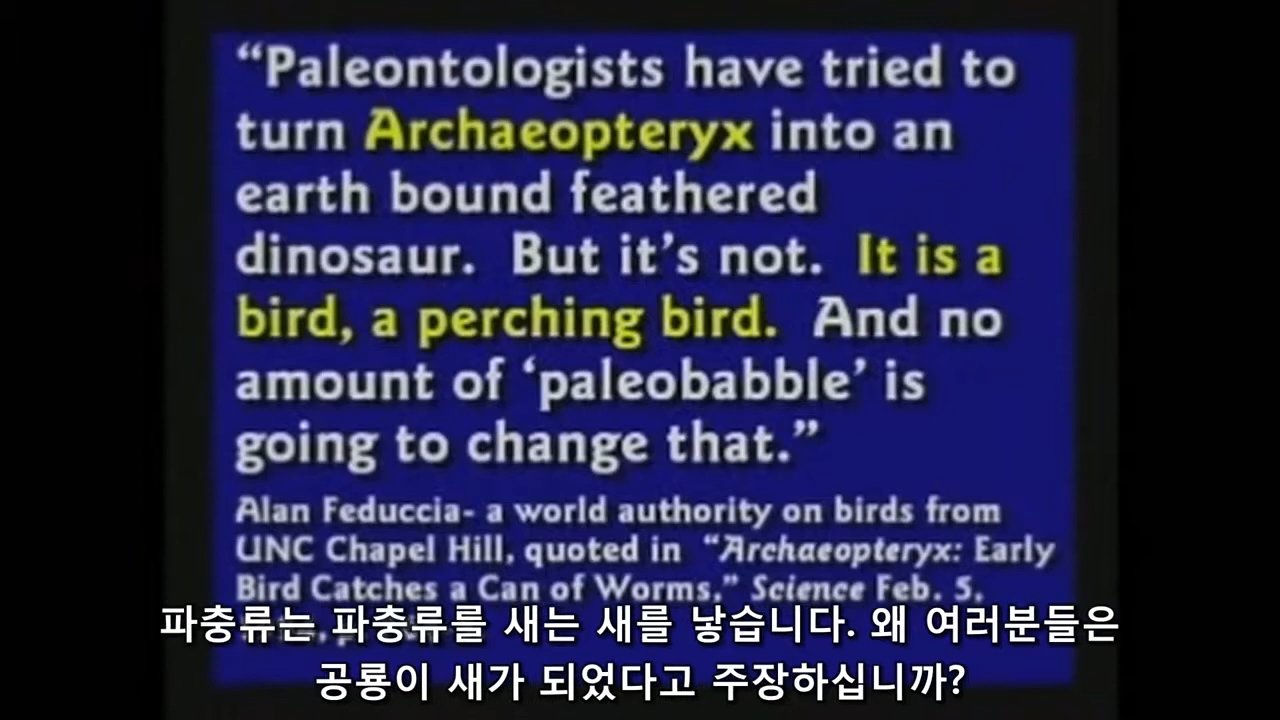 “Paleontologists have tried to
turn Archaeopteryx into an
earth bound feathered
dinosaur. But it’s not. It is a
bird, a perching bird. And no
amount of ‘paleobabble’ is
going to change that.”
Alan Feduccia- a world authority on birds from
UNC Chapel Hill, quoted in “Archaeopteryx: Early
Bird Catches a Can of Worms,” Science Feb. 5,
파충류는 파충류를 새는 새를 낳습니다. 왜 여러분들은
공룡이 새가 되었다고 주장하십니까?